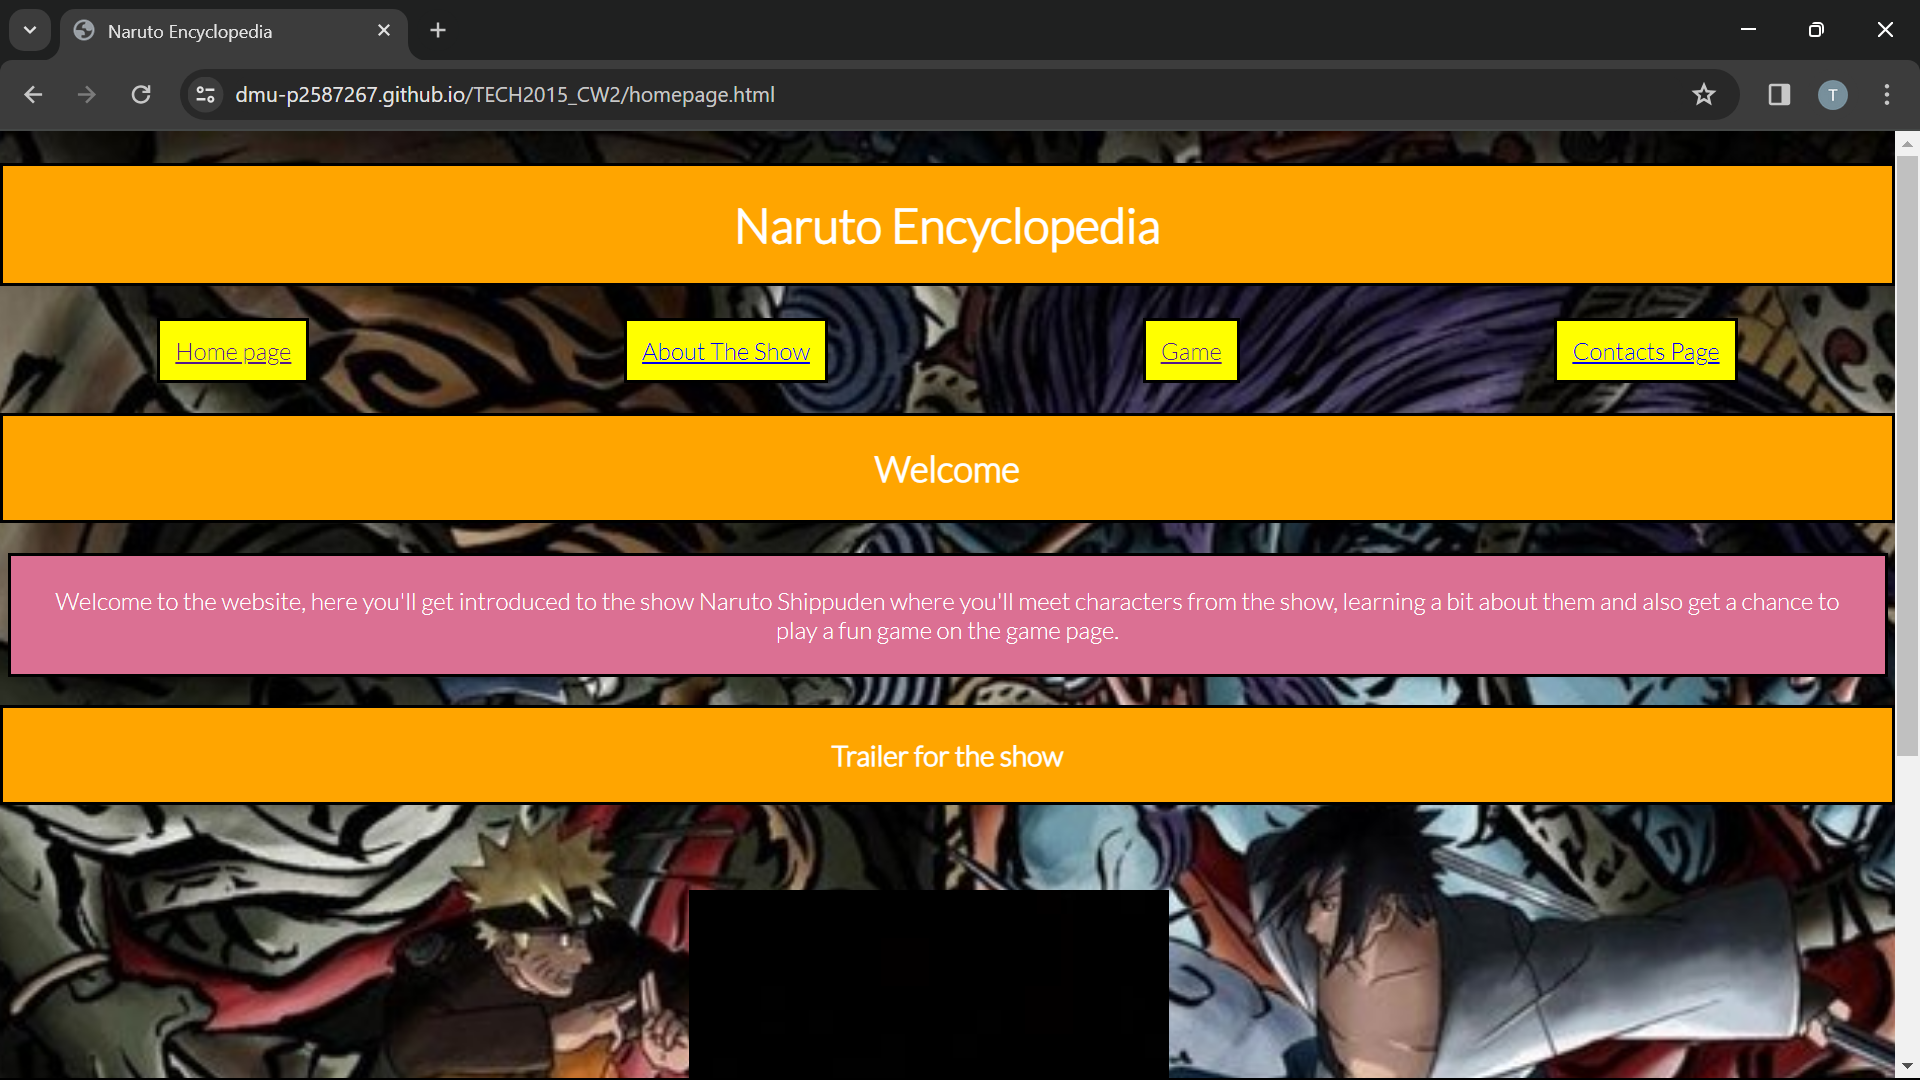 Naruto Encyclopedia
dmu-p2587267.github.io/TECH2015_CW2/homepage.html
T
Naruto Encyclopedia
Home page
About The Show
Game
Contacts Page
Welcome
Welcome to the website, here you'll get introduced to the show Naruto Shippuden where you'll meet characters from the show, learning a bit about them and also get a chance to
play a fun game on the game page.
Trailer for the show